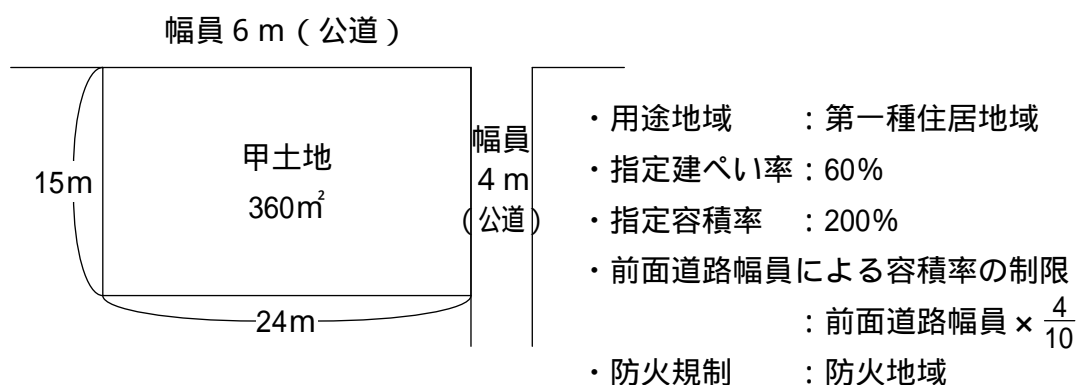 幅員6m(公道)
甲土地
360㎡
15m
24m
幅員
4m
(公道)
・用途地域 :第一種住居地域
・指定建ぺい率:60%
・指定容積率 :200%
・前面道路幅員による容積率の制限
:前面道路幅員×4/10
・防火規制 :防火地域